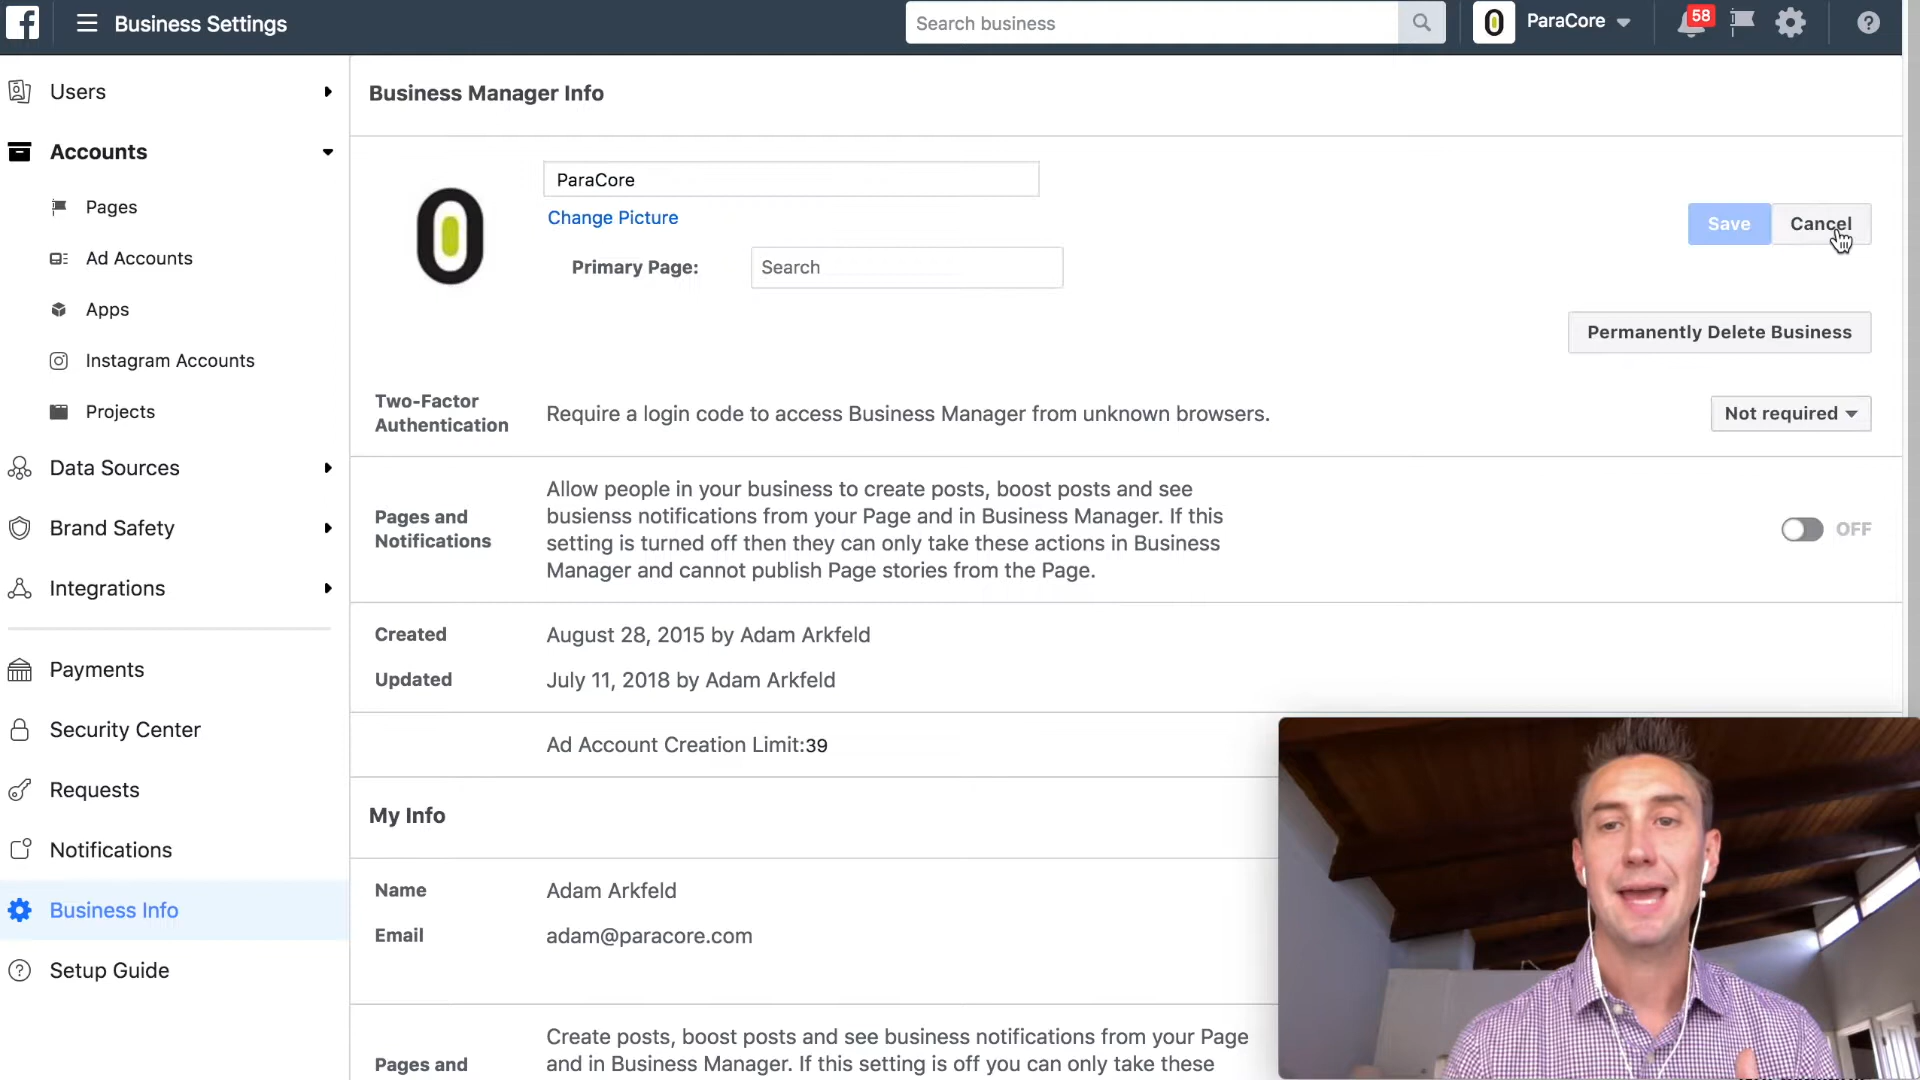 Business Settings
Search business
ParaCore
58
Users
Accounts
Pages
Ad Accounts
Apps
Instagram Accounts
Projects
Data Sources
Brand Safety
Integrations
Payments
Security Center
Requests
Notifications
Business Info
Setup Guide
Business Manager Info
ParaCore
Change Picture
Primary Page:
Search
Save
Cancel
Permanently Delete Business
Two-Factor
Authentication
Require a login code to access Business Manager from unknown browsers.
Not required
Pages and
Notifications
Allow people in your business to create posts, boost posts and see
busienss notifications from your Page and in Business Manager. If this
setting is turned off then they can only take these actions in Business
Manager and cannot publish Page stories from the Page.
OFF
Created
August 28, 2015 by Adam Arkfeld
Updated
July 11, 2018 by Adam Arkfeld
Ad Account Creation Limit:39
My Info
Name
Adam Arkfeld
Email
adam@paracore.com
Pages and
Create posts, boost posts and see business notifications from your Page
and in Business Manager. If this setting is off you can only take these